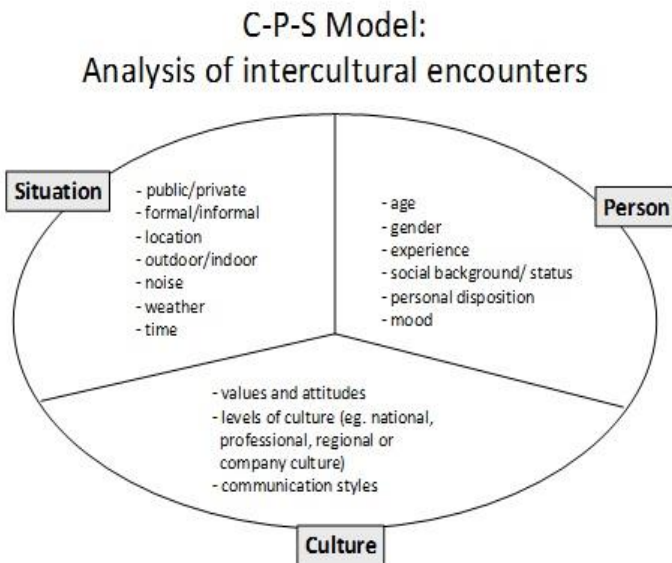 C-P-S Model:
Analysis of intercultural encounters
Situation
- public/private
- formal/informal
- location
- outdoor/indoor
- noise
- weather
- time
Person
- age
- gender
- experience
- social background/ status
- personal disposition
- mood
- values and attitudes
- levels of culture (eg. national,
professional, regional or
company culture)
- communication styles
Culture